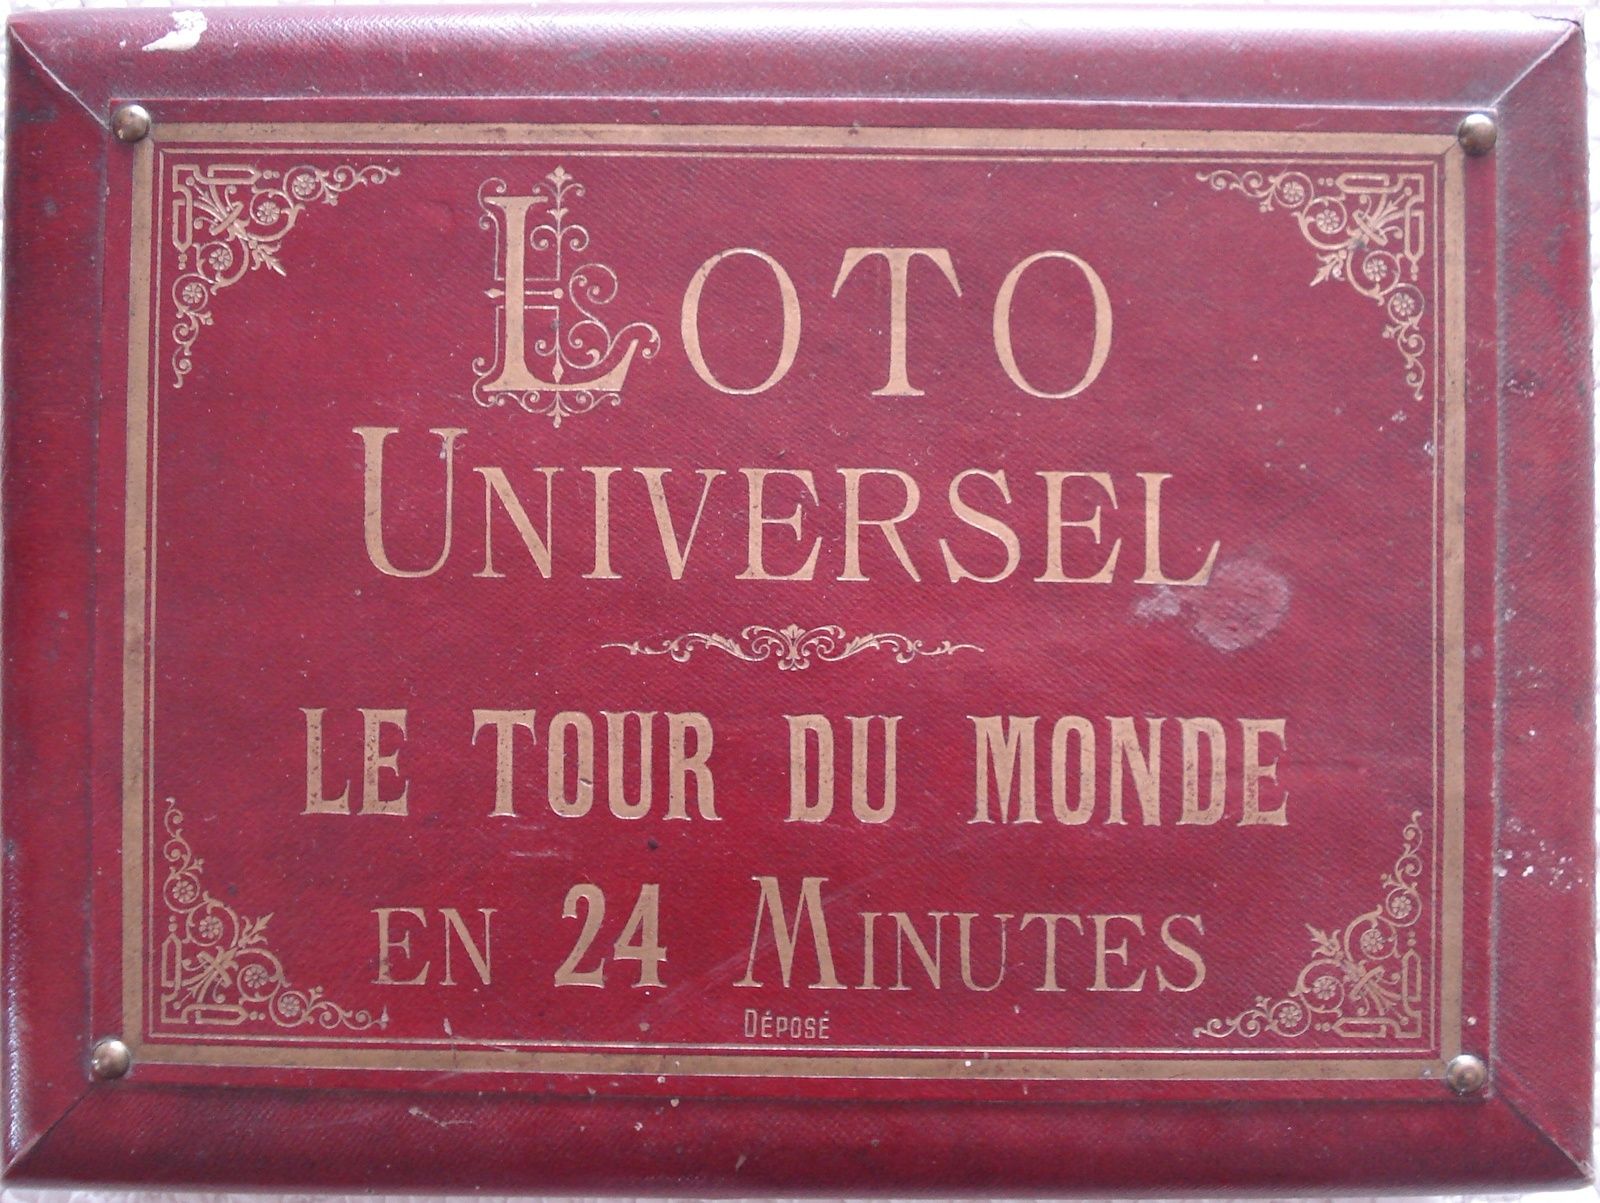 LOTO
UNIVERSEL
LE TOUR DU MONDE
EN 24 MINUTES
DÉPOSÉ